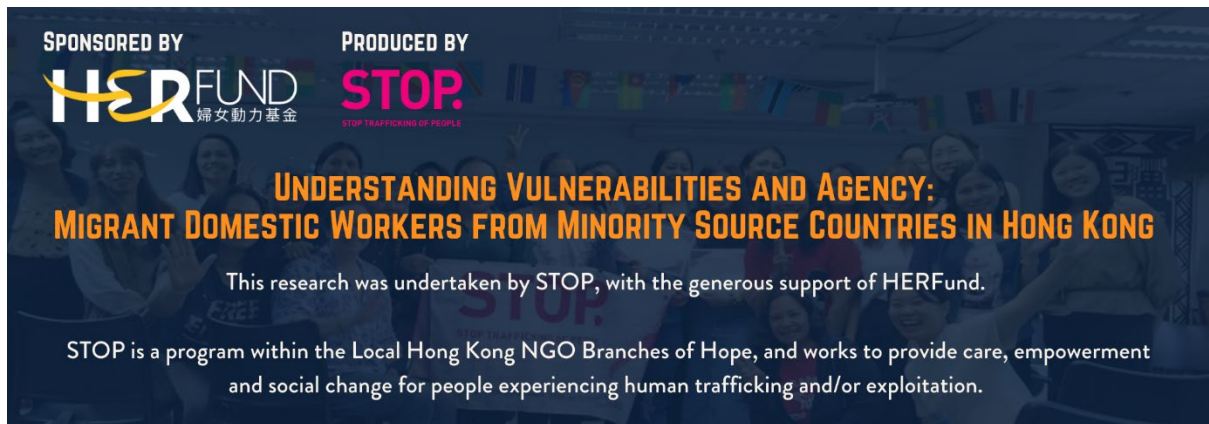 SPONSORED BY
HER FUND
婦女動力基金
PRODUCED BY
STOP.
STOP TRAFFICKING OF PEOPLE
UNDERSTANDING VULNERABILITIES AND AGENCY:
MIGRANT DOMESTIC WORKERS FROM MINORITY SOURCE COUNTRIES IN HONG KONG
This research was undertaken by STOP, with the generous support of HERFund.
STOP is a program within the Local Hong Kong NGO Branches of Hope, and works to provide care, empowerment
and social change for people experiencing human trafficking and/or exploitation.
STOP.